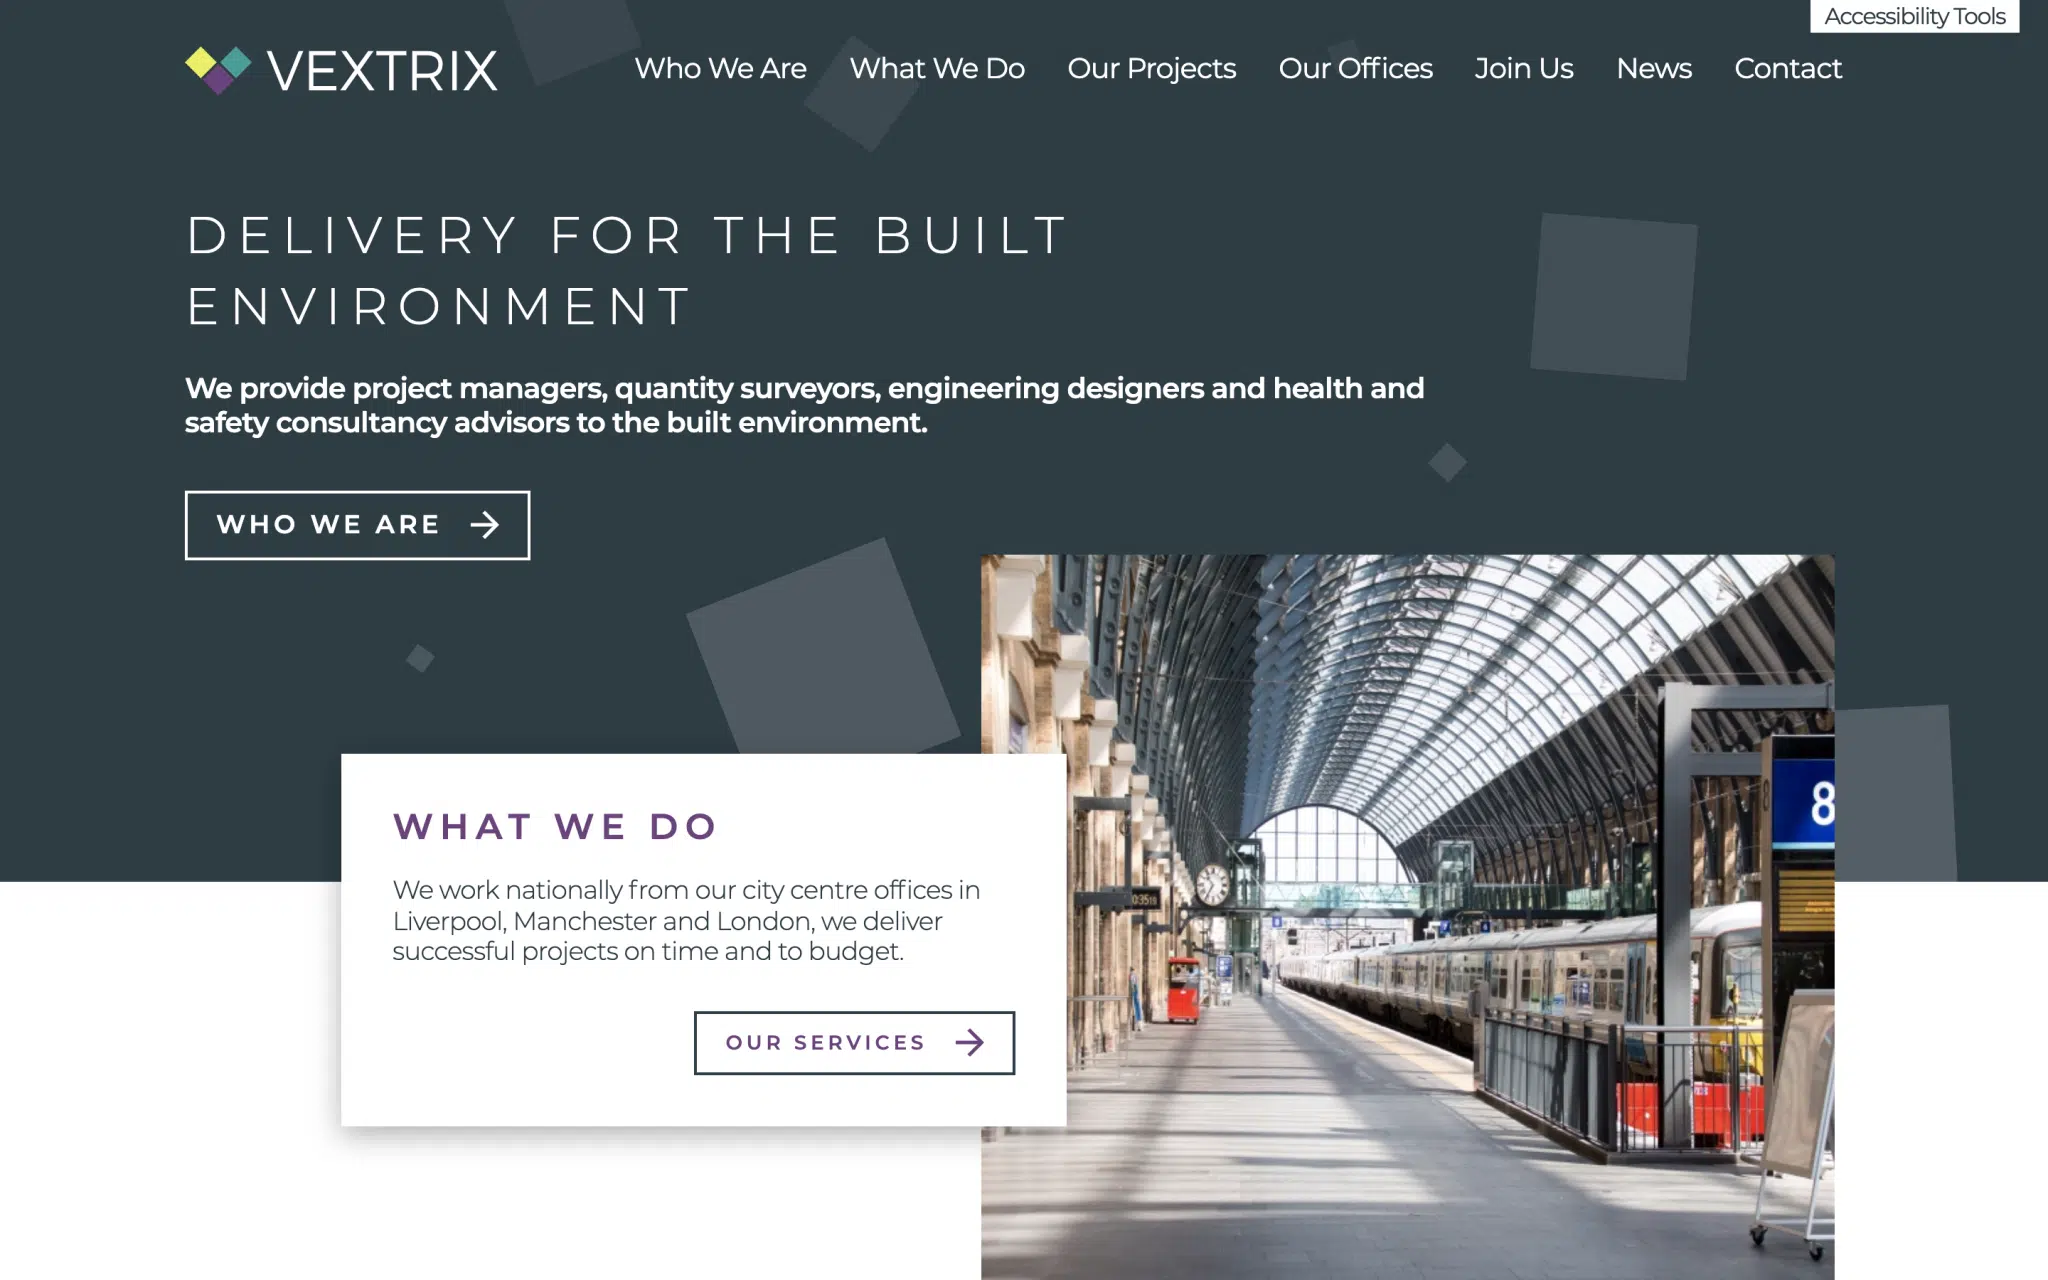 Accessibility Tools
VEXTRIX
Who We Are
What We Do
Our Projects
Our Offices
Join Us
News
Contact
DELIVERY FOR THE BUILT
ENVIRONMENT
We provide project managers, quantity surveyors, engineering designers and health and
safety consultancy advisors to the built environment.
WHO WE ARE
WHAT WE DO
We work nationally from our city centre offices in
Liverpool, Manchester and London, we deliver
successful projects on time and to budget.
OUR SERVICES
8